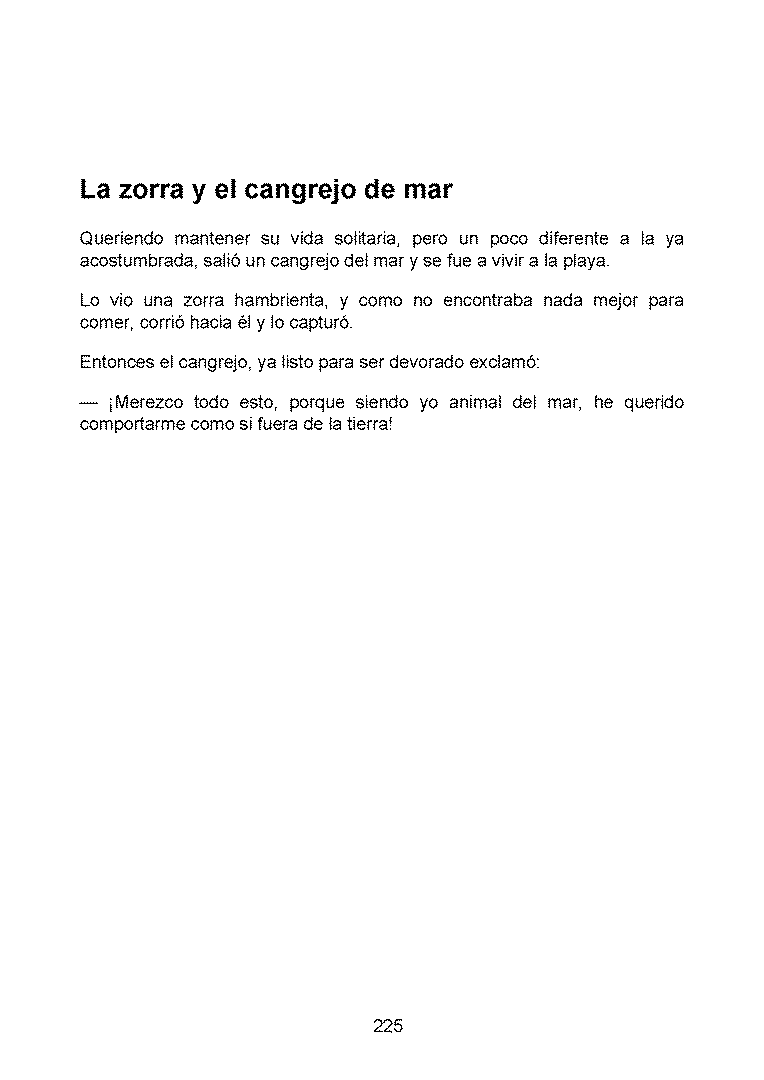 La zorra y el cangrejo de mar
Queriendo mantener su vida solitaria, pero un poco diferente a la ya
acostumbrada, salió un cangrejo del mar y se fue a vivir a la playa.
Lo vio una zorra hambrienta, y como no encontraba nada mejor para
comer, corrió hacia él y lo capturó.
Entonces el cangrejo, ya listo para ser devorado exclamó:
— ¡Merezco todo esto, porque siendo yo animal del mar, he querido
comportarme como si fuera de la tierra!
225